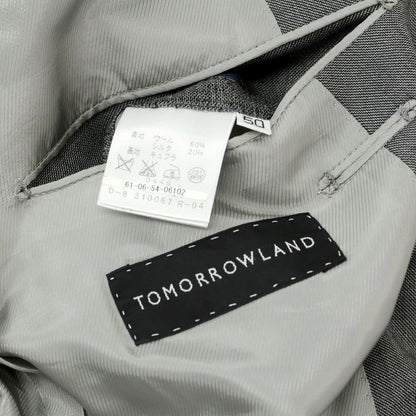 表地 ウール 80%
シルク 20%
裏地 キュプラ
61-06-54-06102
D-8 310067 R-04
50
TOMORROWLAND